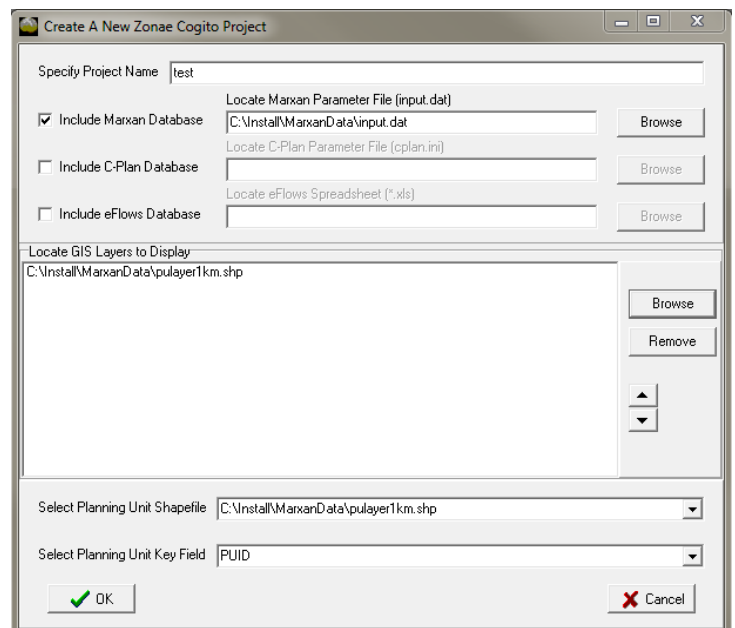 Create A New Zonae Cogito Project
Specify Project Name test
Locate Marxan Parameter File (input.dat)
Include Marxan Database C:\Install\MarxanData\input.dat Browse
Locate C-Plan Parameter File (cplan.ini)
Include C-Plan Database Browse
Locate eFlows Spreadsheet (*.xls)
Include eFlows Database Browse
Locate GIS Layers to Display
C:\Install\MarxanData\pulayer1km.shp
Browse
Remove
Select Planning Unit Shapefile C:\Install\MarxanData\pulayer1km.shp
Select Planning Unit Key Field PUID
OK Cancel